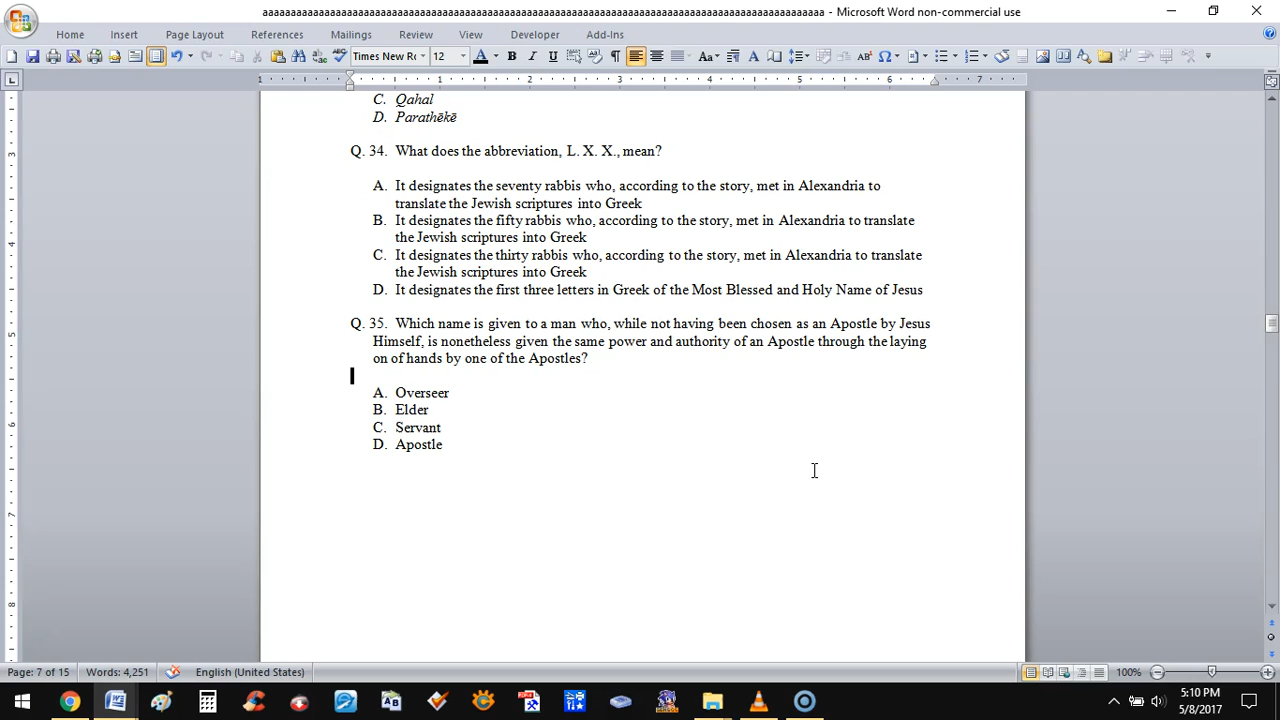 aaaaaaaaaaaaaaaaaaaaaaaaaaaaaaaaaaaaaaaaaaaaaaaaaaaaaaaaaaaaaaaaaaaaaaaaaaaaaaaaaaaaaaaaaaaaaaaaaaaa - Microsoft Word non-commercial use
Home Insert Page Layout References Mailings Review View Developer Add-Ins
Times New Ro 12
C. Qahal
D. Parathēkē
Q. 34. What does the abbreviation, L. X. X., mean?
A. It designates the seventy rabbis who, according to the story, met in Alexandria to
translate the Jewish scriptures into Greek
B. It designates the fifty rabbis who, according to the story, met in Alexandria to translate
the Jewish scriptures into Greek
C. It designates the thirty rabbis who, according to the story, met in Alexandria to translate
the Jewish scriptures into Greek
D. It designates the first three letters in Greek of the Most Blessed and Holy Name of Jesus
Q. 35. Which name is given to a man who, while not having been chosen as an Apostle by Jesus
Himself, is nonetheless given the same power and authority of an Apostle through the laying
on of hands by one of the Apostles?
A. Overseer
B. Elder
C. Servant
D. Apostle
Page: 7 of 15 Words: 4,251 English (United States) 100%
5:10 PM
5/8/2017